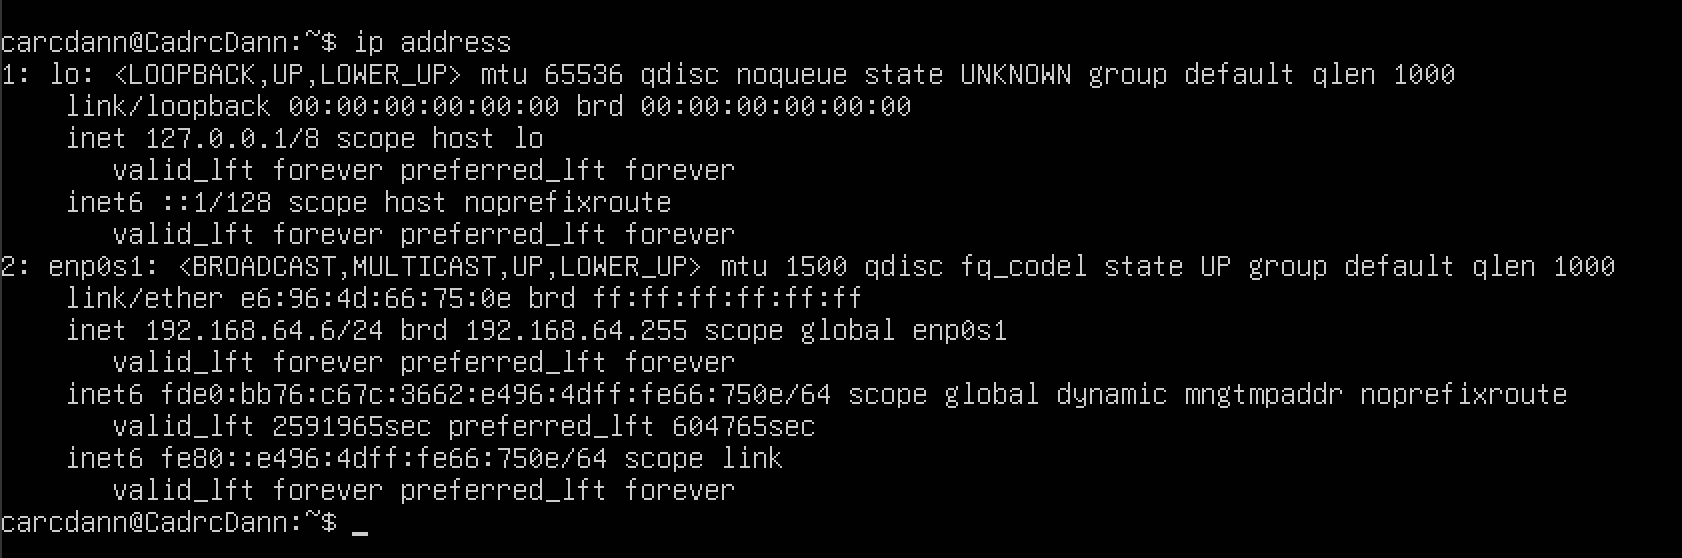 carcdann@CadrcDann:~$ ip address
1: lo: <LOOPBACK,UP,LOWER_UP> mtu 65536 qdisc noqueue state UNKNOWN group default qlen 1000
    link/loopback 00:00:00:00:00:00 brd 00:00:00:00:00:00
    inet 127.0.0.1/8 scope host lo
       valid_lft forever preferred_lft forever
    inet6 ::1/128 scope host noprefixroute
       valid_lft forever preferred_lft forever
2: enp0s1: <BROADCAST,MULTICAST,UP,LOWER_UP> mtu 1500 qdisc fq_codel state UP group default qlen 1000
    link/ether e6:96:4d:66:75:0e brd ff:ff:ff:ff:ff:ff
    inet 192.168.64.6/24 brd 192.168.64.255 scope global enp0s1
       valid_lft forever preferred_lft forever
    inet6 fde0:bb76:c67c:3662:e496:4dff:fe66:750e/64 scope global dynamic mngtmpaddr noprefixroute
       valid_lft 2591965sec preferred_lft 604765sec
    inet6 fe80::e496:4dff:fe66:750e/64 scope link
       valid_lft forever preferred_lft forever
carcdann@CadrcDann:~$ _